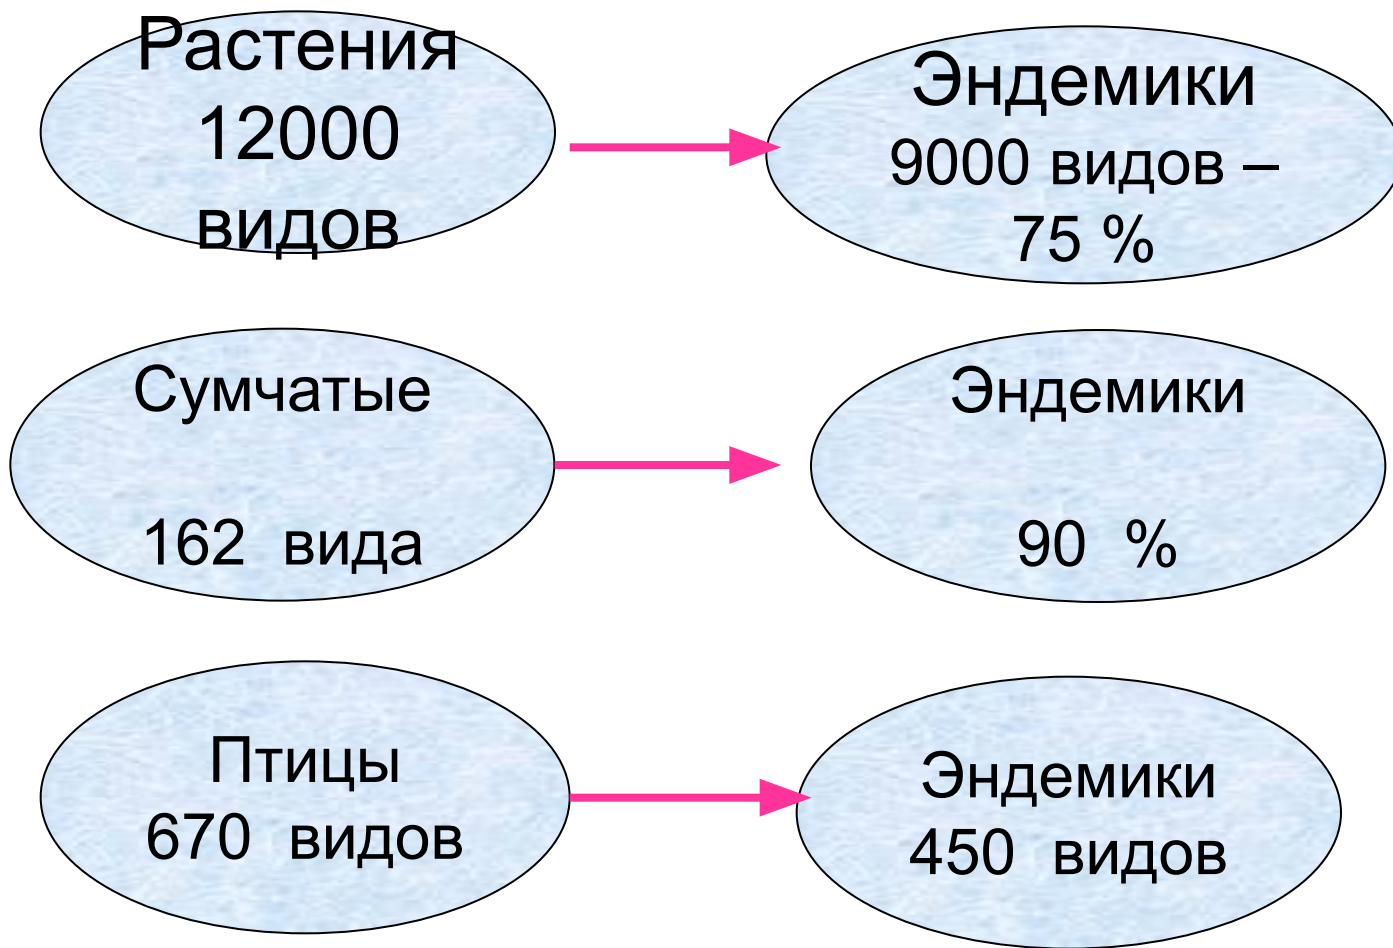 Растения
12000
видов
Эндемики
9000 видов –
75 %
Сумчатые
162 вида
Эндемики
90 %
Птицы
670 видов
Эндемики
450 видов